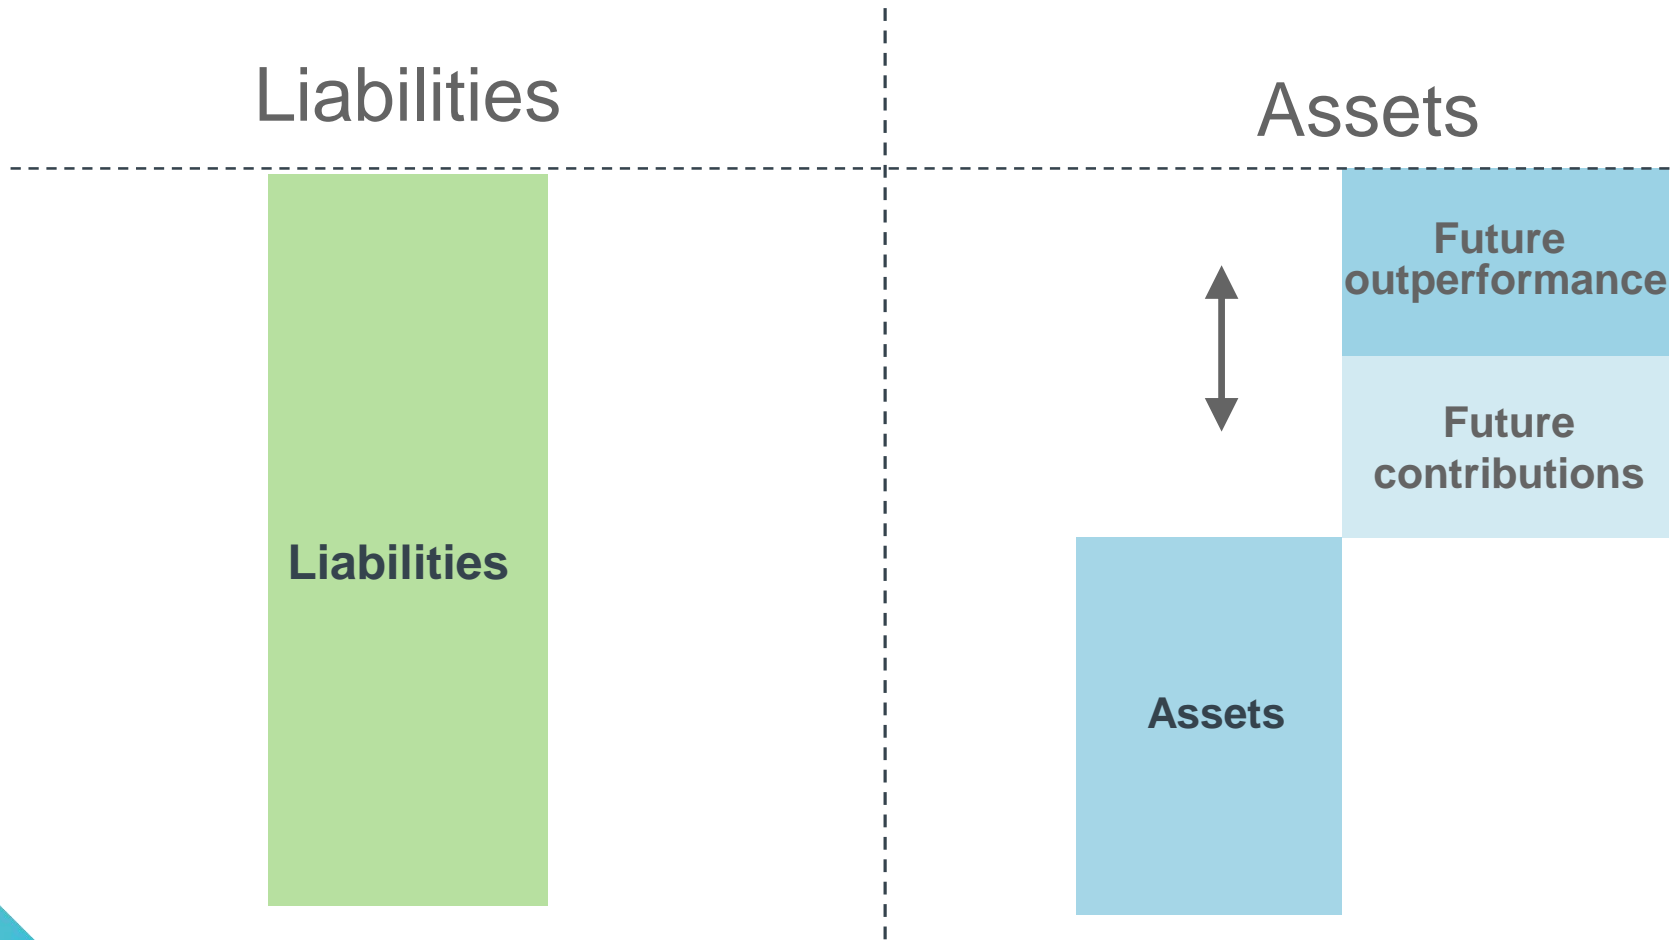 Liabilities
Assets
Future
outperformance
Future
contributions
Liabilities
Assets